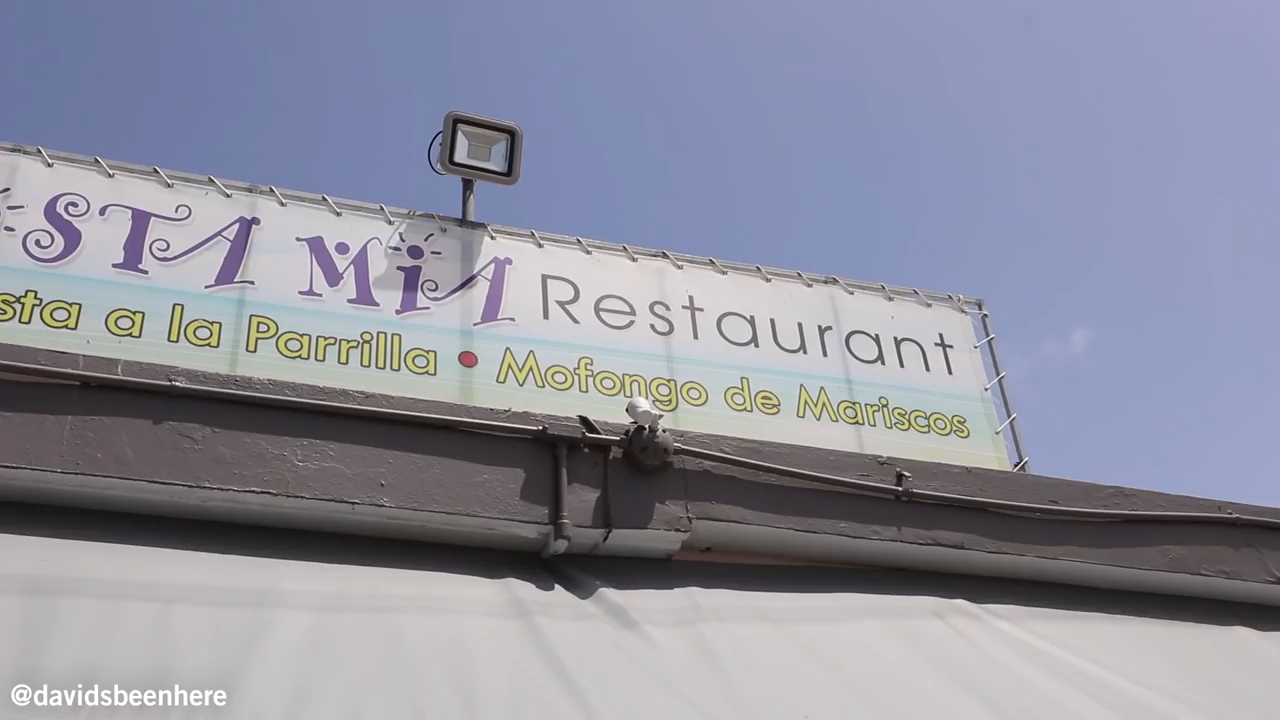 STA MIA Restaurant
sta a la Parrilla • Mofongo de Mariscos
@davidsbeenhere